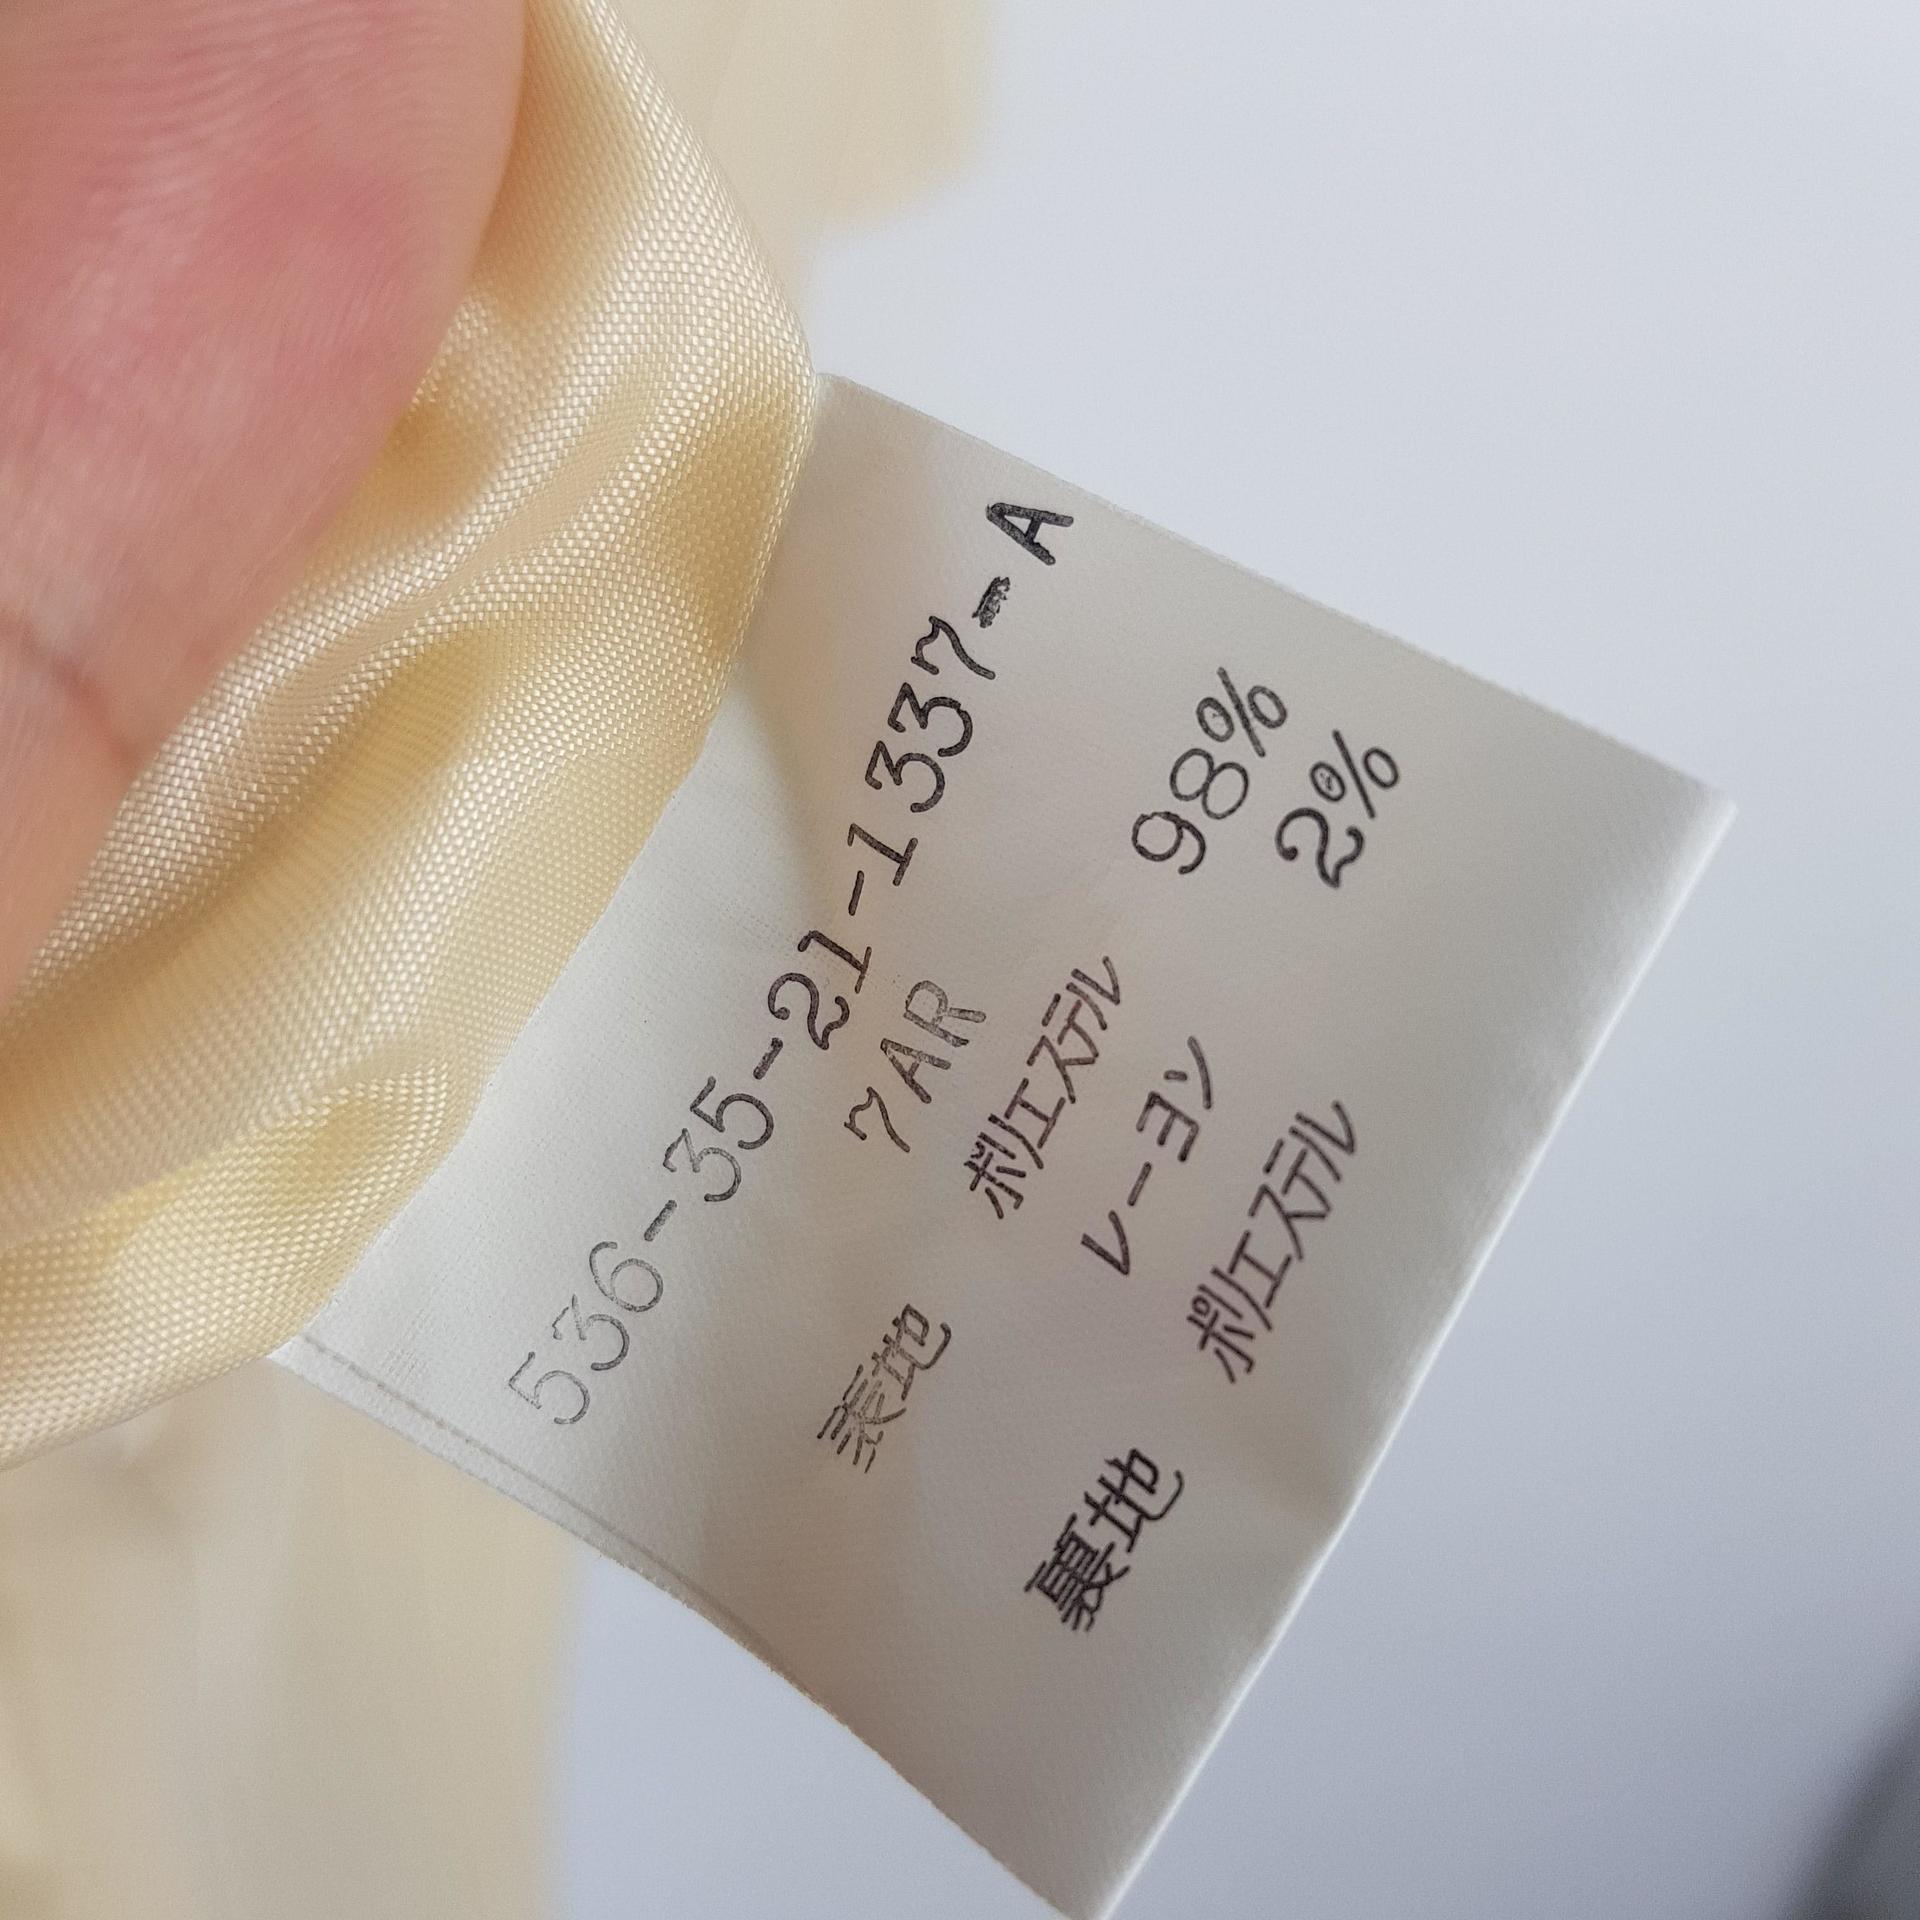 536-35-21-1337-A
7AR
表地 ポリエステル 98%
レーヨン 2%
裏地 ポリエステル